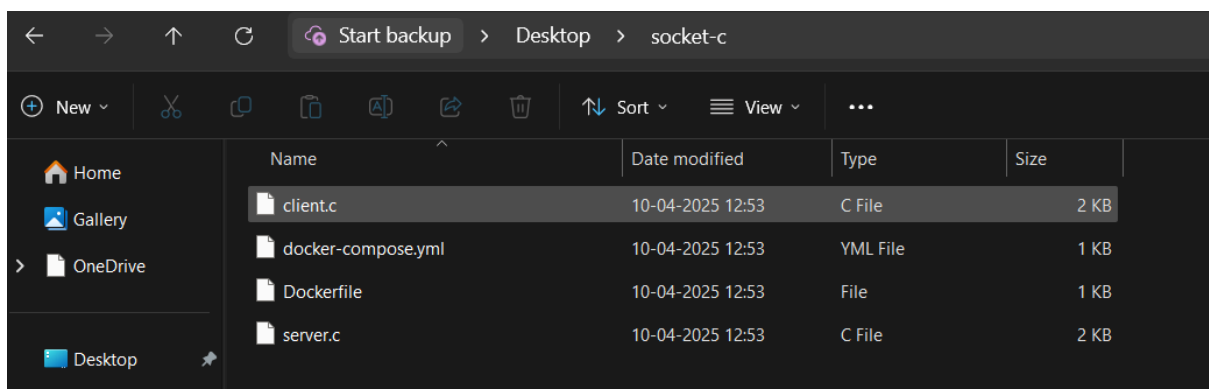 Start backup > Desktop > socket-c
New Sort View ...
Name Date modified Type Size
Home
Gallery
OneDrive
Desktop
client.c 10-04-2025 12:53 C File 2 KB
docker-compose.yml 10-04-2025 12:53 YML File 1 KB
Dockerfile 10-04-2025 12:53 File 1 KB
server.c 10-04-2025 12:53 C File 2 KB